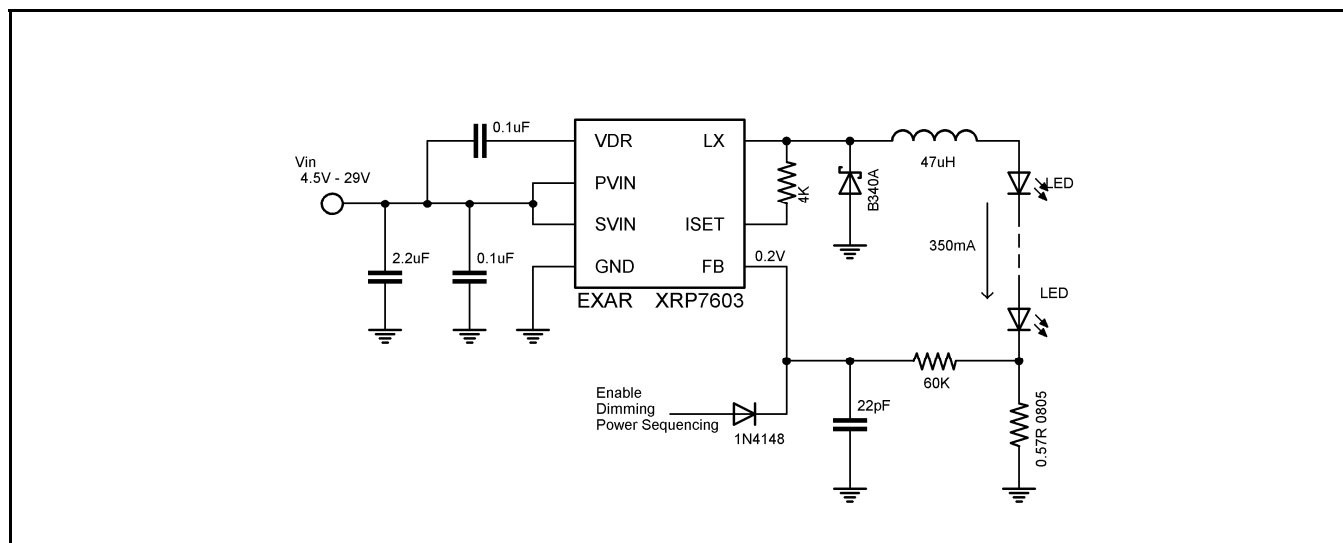 0.1uF
Vin
4.5V - 29V
VDR
LX
PVIN
SVIN
ISET
GND
FB
0.2V
EXAR XRP7603
2.2uF
0.1uF
4K
B340A
47uH
LED
350mA
LED
Enable
Dimming
Power Sequencing
1N4148
22pF
60K
0.57R 0805